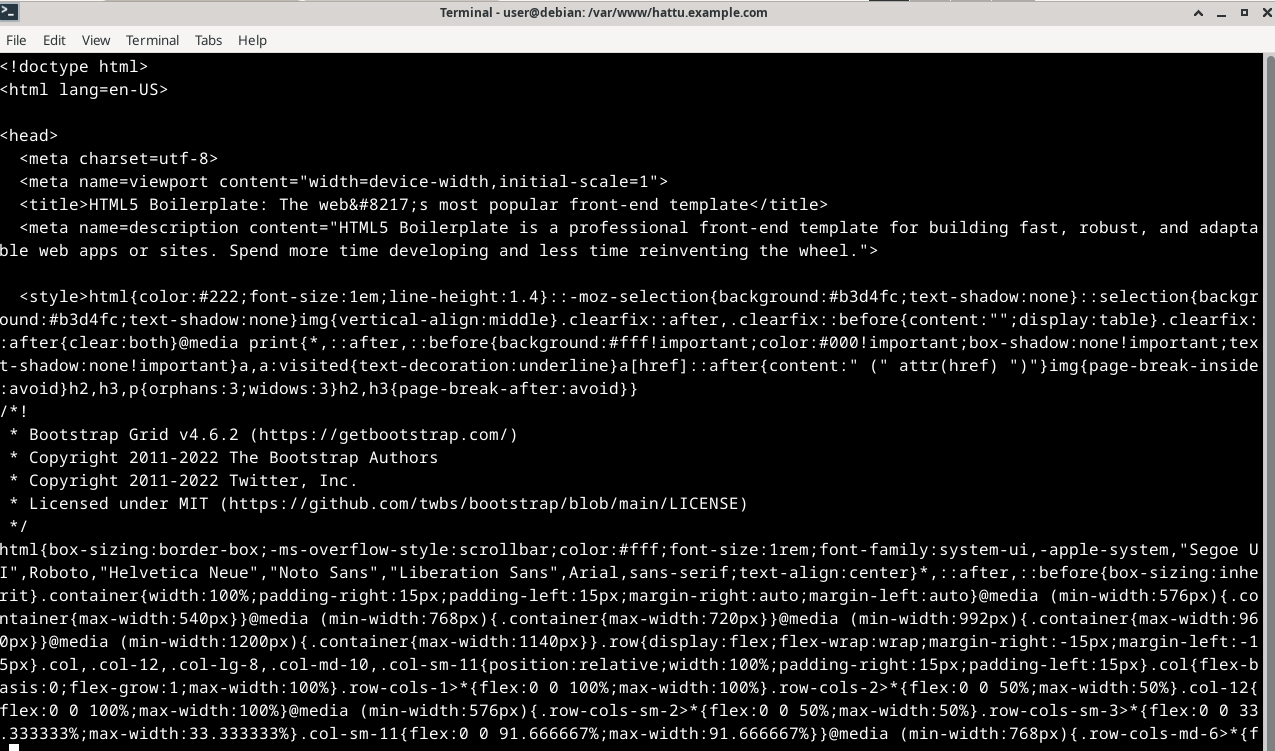 Terminal - user@debian: /var/www/hattu.example.com
File Edit View Terminal Tabs Help
<!doctype html>
<html lang=en-US>
<head>
  <meta charset=utf-8>
  <meta name=viewport content="width=device-width,initial-scale=1">
  <title>HTML5 Boilerplate: The web&#8217;s most popular front-end template</title>
  <meta name=description content="HTML5 Boilerplate is a professional front-end template for building fast, robust, and adapta
ble web apps or sites. Spend more time developing and less time reinventing the wheel.">
  <style>html{color:#222;font-size:1em;line-height:1.4}::-moz-selection{background:#b3d4fc;text-shadow:none}::selection{backgr
ound:#b3d4fc;text-shadow:none}img{vertical-align:middle}.clearfix::after,.clearfix::before{content:"";display:table}.clearfix:
:after{clear:both}@media print{*,::after,::before{background:#fff!important;color:#000!important;box-shadow:none!important;tex
t-shadow:none!important}a,a:visited{text-decoration:underline}a[href]::after{content:" (" attr(href) ")"}img{page-break-inside
:avoid}h2,h3,p{orphans:3;widows:3}h2,h3{page-break-after:avoid}}
/*!
 * Bootstrap Grid v4.6.2 (https://getbootstrap.com/)
 * Copyright 2011-2022 The Bootstrap Authors
 * Copyright 2011-2022 Twitter, Inc.
 * Licensed under MIT (https://github.com/twbs/bootstrap/blob/main/LICENSE)
 */
html{box-sizing:border-box;-ms-overflow-style:scrollbar;color:#fff;font-size:1rem;font-family:system-ui,-apple-system,"Segoe U
I",Roboto,"Helvetica Neue","Noto Sans","Liberation Sans",Arial,sans-serif;text-align:center}*,::after,::before{box-sizing:inhe
rit}.container{width:100%;padding-right:15px;padding-left:15px;margin-right:auto;margin-left:auto}@media (min-width:576px){.co
ntainer{max-width:540px}}@media (min-width:768px){.container{max-width:720px}}@media (min-width:992px){.container{max-width:96
0px}}@media (min-width:1200px){.container{max-width:1140px}}.row{display:flex;flex-wrap:wrap;margin-right:-15px;margin-left:-1
5px}.col,.col-12,.col-lg-8,.col-md-10,.col-sm-11{position:relative;width:100%;padding-right:15px;padding-left:15px}.col{flex-b
asis:0;flex-grow:1;max-width:100%}.row-cols-1>*{flex:0 0 100%;max-width:100%}.row-cols-2>*{flex:0 0 50%;max-width:50%}.col-12{
flex:0 0 100%;max-width:100%}@media (min-width:576px){.row-cols-sm-2>*{flex:0 0 50%;max-width:50%}.row-cols-sm-3>*{flex:0 0 33
.333333%;max-width:33.333333%}.col-sm-11{flex:0 0 91.666667%;max-width:91.666667%}}@media (min-width:768px){.row-cols-md-6>*{f
: